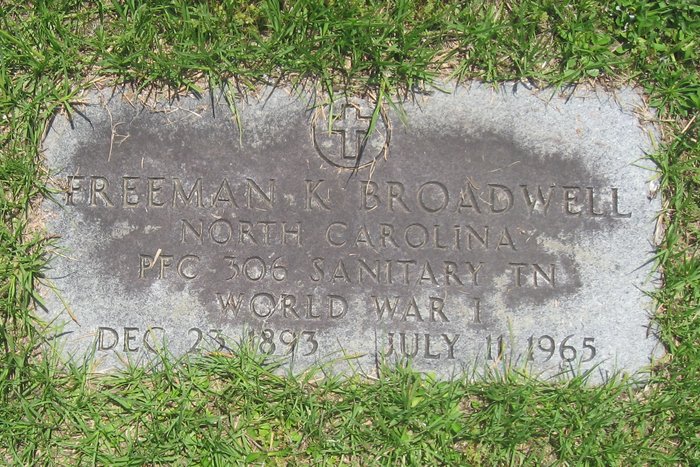 FREEMAN K BROADWELL
NORTH CAROLINA
PFC 306 SANITARY TN
WORLD WAR I
DEC 23 1893 JULY 11 1965